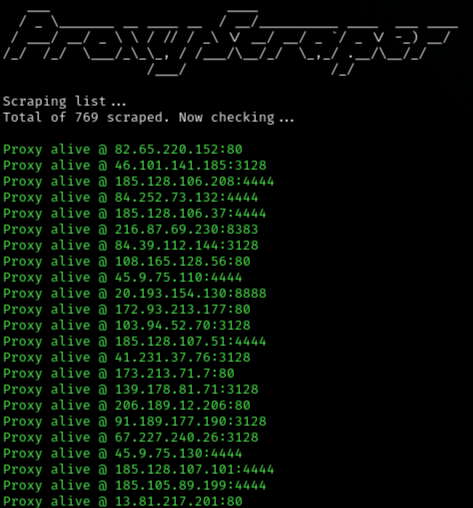 ProxyScraper
Scraping list...
Total of 769 scraped. Now checking...
Proxy alive @ 82.65.220.152:80
Proxy alive @ 46.101.141.185:3128
Proxy alive @ 185.128.106.208:4444
Proxy alive @ 84.252.73.132:4444
Proxy alive @ 185.128.106.37:4444
Proxy alive @ 216.87.69.230:8383
Proxy alive @ 84.39.112.144:3128
Proxy alive @ 108.165.128.56:80
Proxy alive @ 45.9.75.110:4444
Proxy alive @ 20.193.154.130:8888
Proxy alive @ 172.93.213.177:80
Proxy alive @ 103.94.52.70:3128
Proxy alive @ 185.128.107.51:4444
Proxy alive @ 41.231.37.76:3128
Proxy alive @ 173.213.71.7:80
Proxy alive @ 139.178.81.71:3128
Proxy alive @ 206.189.12.206:80
Proxy alive @ 91.189.177.190:3128
Proxy alive @ 67.227.240.26:3128
Proxy alive @ 45.9.75.130:4444
Proxy alive @ 185.128.107.101:4444
Proxy alive @ 185.105.89.199:4444
Proxy alive @ 13.81.217.201:80